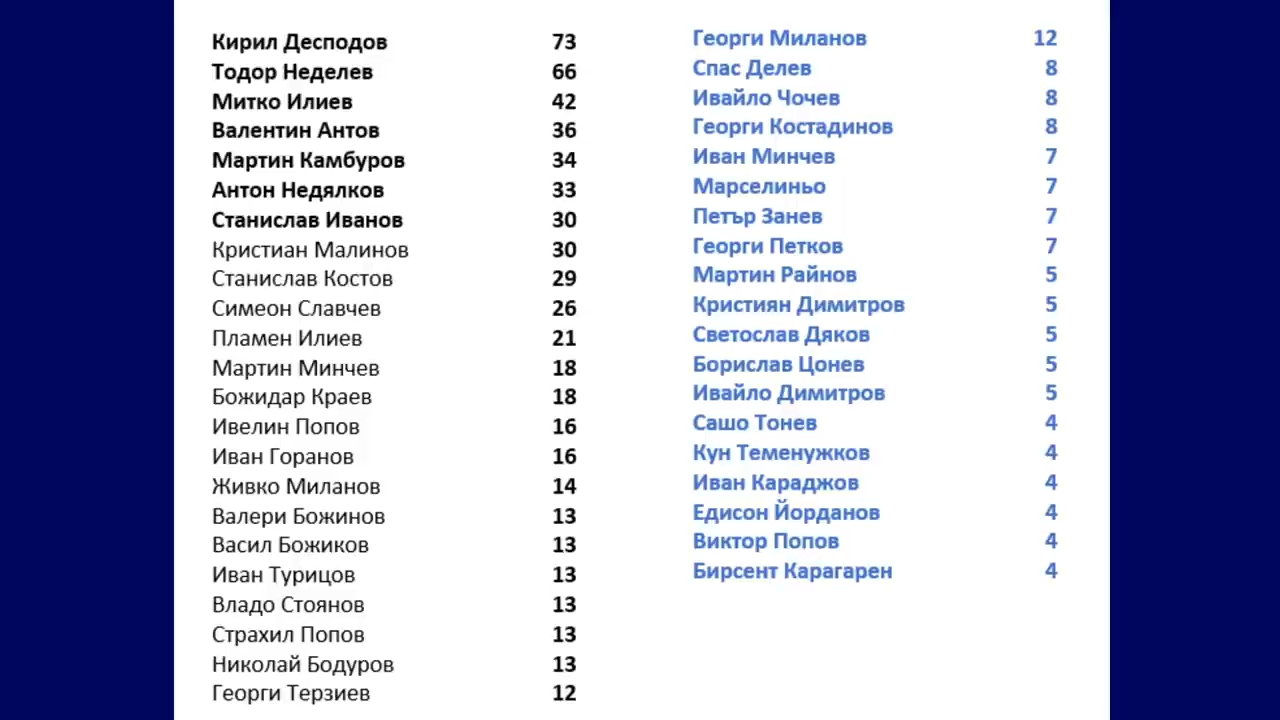 Кирил Десподов 73
Тодор Неделев 66
Митко Илиев 42
Валентин Антов 36
Мартин Камбуров 34
Антон Недялков 33
Станислав Иванов 30
Кристиан Малинов 30
Станислав Костов 29
Симеон Славчев 26
Пламен Илиев 21
Мартин Минчев 18
Божидар Краев 18
Ивелин Попов 16
Иван Горанов 16
Живко Миланов 14
Валери Божинов 13
Васил Божиков 13
Иван Турицов 13
Владо Стоянов 13
Страхил Попов 13
Николай Бодуров 13
Георги Терзиев 12
Георги Миланов 12
Спас Делев 8
Ивайло Чочев 8
Георги Костадинов 8
Иван Минчев 7
Марселиньо 7
Петър Занев 7
Георги Петков 7
Мартин Райнов 5
Кристиян Димитров 5
Светослав Дяков 5
Борислав Цонев 5
Ивайло Димитров 5
Сашо Тонев 4
Кун Теменужков 4
Иван Караджов 4
Едисон Йорданов 4
Виктор Попов 4
Бирсент Карагарен 4